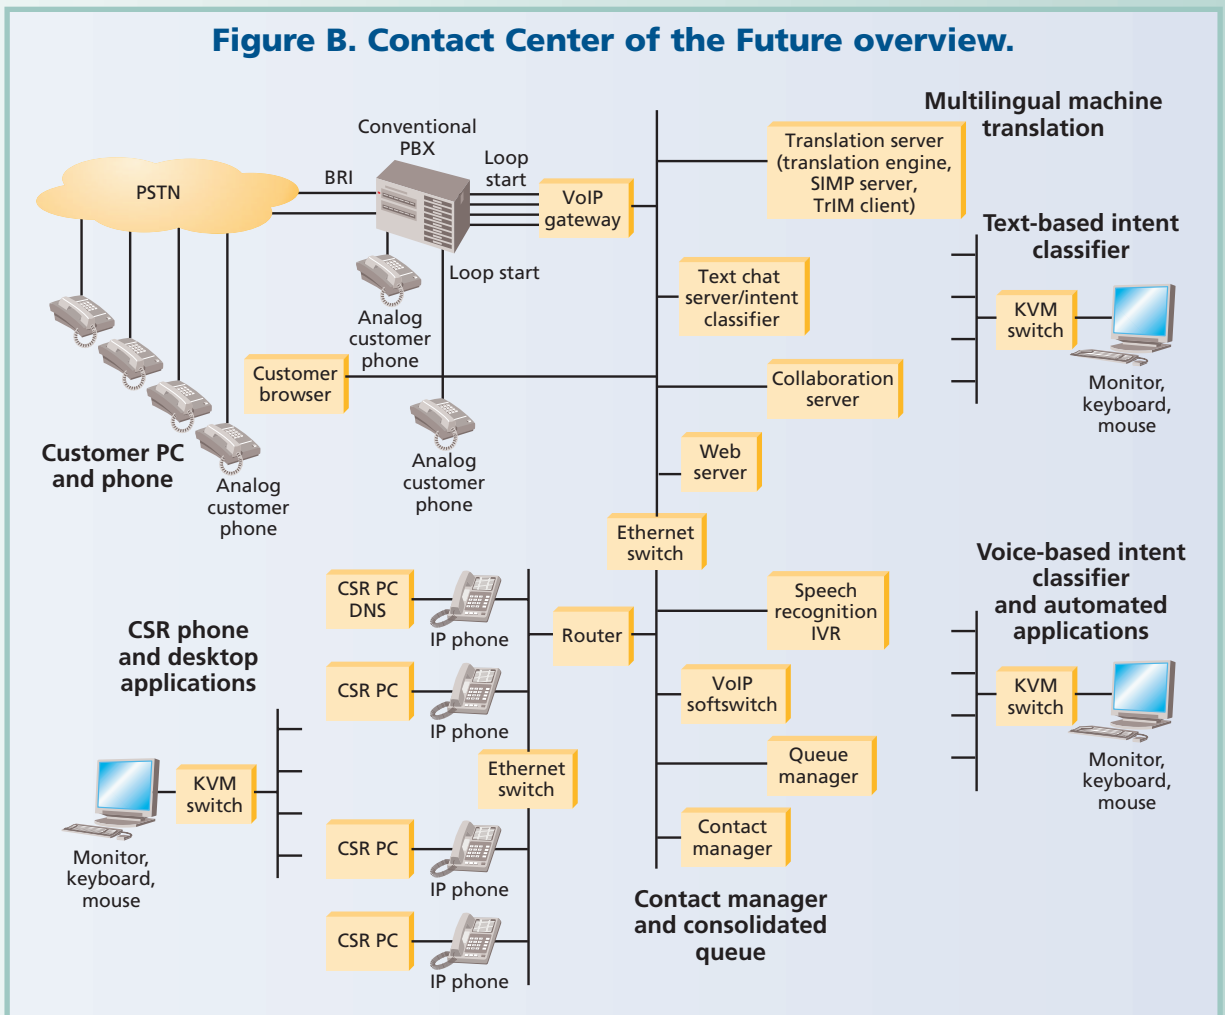 Figure B. Contact Center of the Future overview.
Multilingual machine
translation
Conventional
PBX
Loop
start
BRI
PSTN
VoIP
gateway
Translation server
(translation engine,
SIMP server,
TrIM client)
Text-based intent
classifier
Loop start
Text chat
server/intent
classifier
KVM
switch
Analog
customer
phone
Customer
browser
Collaboration
server
Monitor,
keyboard,
mouse
Customer PC
and phone
Analog
customer
phone
Analog
customer
phone
Web
server
Ethernet
switch
Voice-based intent
classifier
and automated
applications
CSR PC
DNS
IP phone
Router
Speech
recognition
IVR
CSR phone
and desktop
applications
CSR PC
IP phone
VoIP
softswitch
KVM
switch
Ethernet
switch
Queue
manager
Monitor,
keyboard,
mouse
KVM
switch
Monitor,
keyboard,
mouse
CSR PC
IP phone
Contact
manager
Contact manager
and consolidated
queue
CSR PC
IP phone